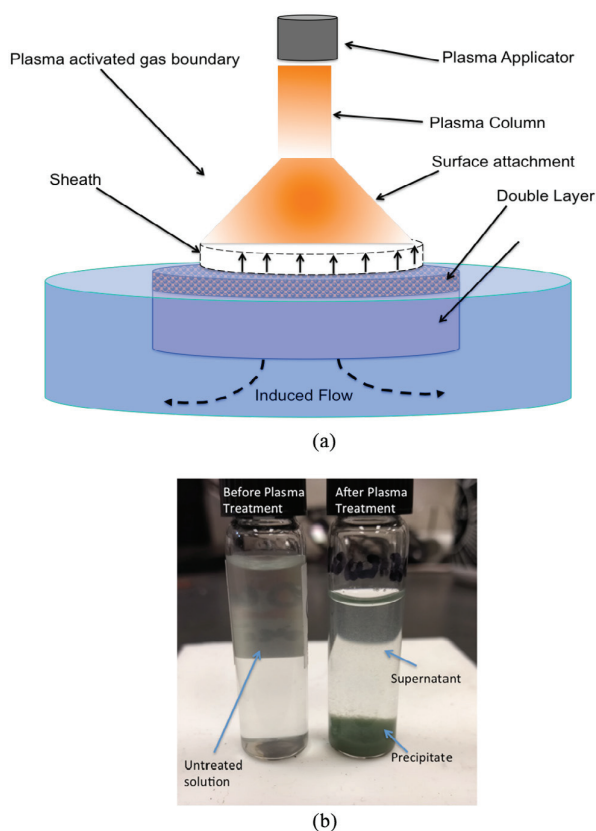 Plasma Applicator
Plasma activated gas boundary
Plasma Column
Surface attachment
Sheath
Double Layer
Induced Flow
(a)
Before Plasma
Treatment
After Plasma
Treatment
Supernatant
Untreated
solution
Precipitate
(b)